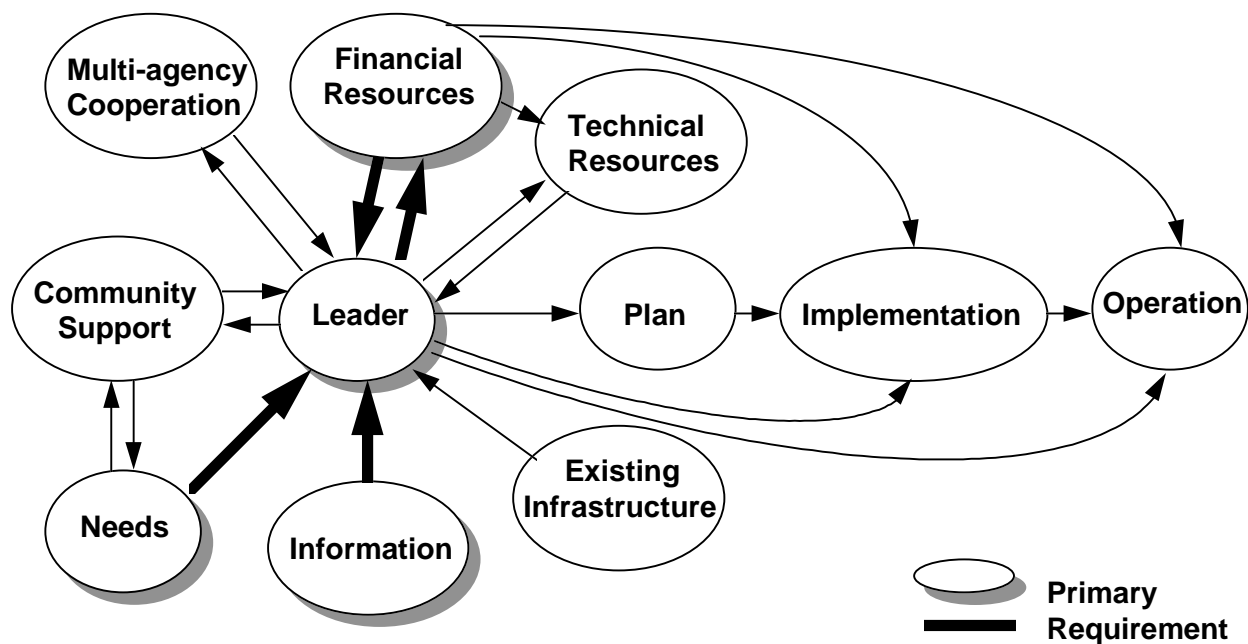 Multi-agency
Cooperation
Financial
Resources
Technical
Resources
Community
Support
Leader
Plan
Implementation
Operation
Needs
Information
Existing
Infrastructure
Primary
Requirement